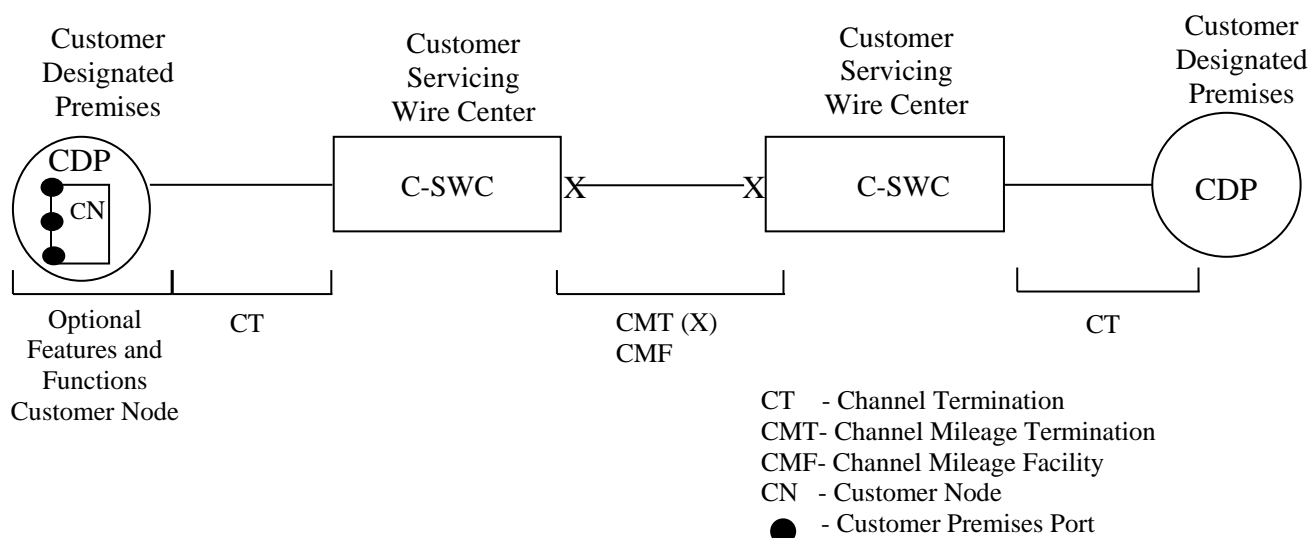 Customer
Designated
Premises
Customer
Servicing
Wire Center
Customer
Servicing
Wire Center
Customer
Designated
Premises
CDP
CN
C-SWC
X
X
C-SWC
CDP
Optional
Features and
Functions
Customer Node
CT
CMT (X)
CMF
CT
CT - Channel Termination
CMT- Channel Mileage Termination
CMF- Channel Mileage Facility
CN - Customer Node
- Customer Premises Port